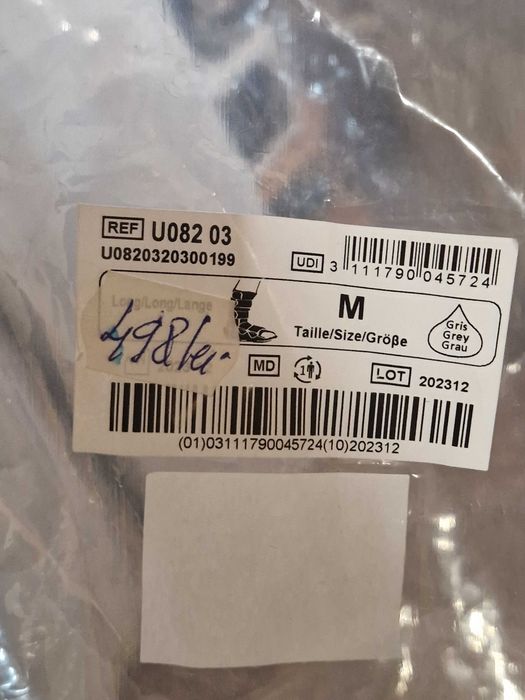 REF U082 03
U0820320300199
UDI 3 111790 045724
Long/Long/Lange
M
Taille/Size/Größe
Gris
Grey
Grau
498 lei-
MD 1 LOT 202312
(01)03111790045724(10)202312